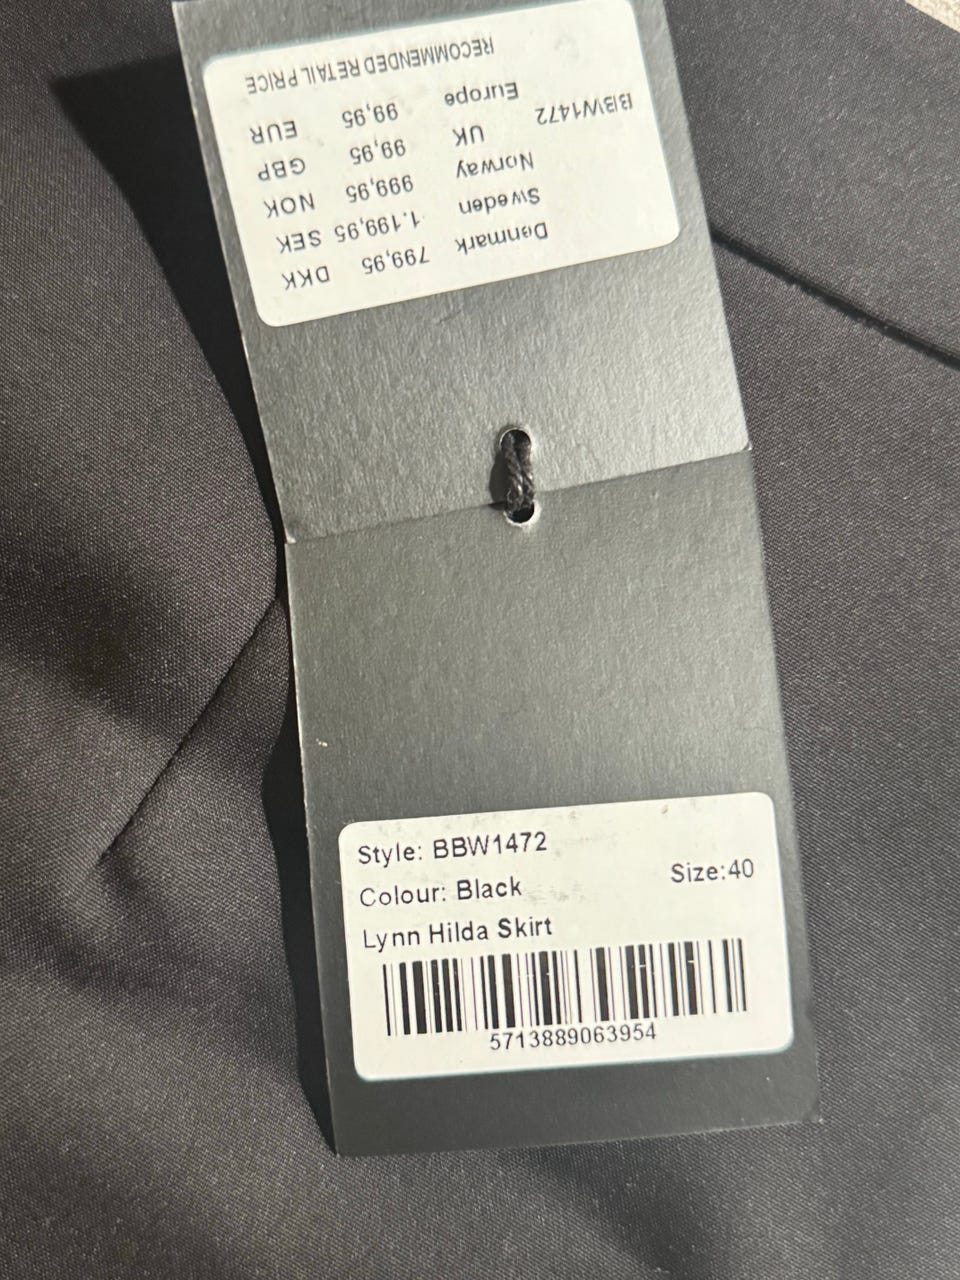 RECOMMENDED RETAIL PRICE
BBW1472 Europe 99,95 EUR
UK 99,95 GBP
Norway 999,95 NOK
Sweden 1.199,95 SEK
Denmark 799,95 DKK
Style: BBW1472
Colour: Black Size:40
Lynn Hilda Skirt
5713889063954